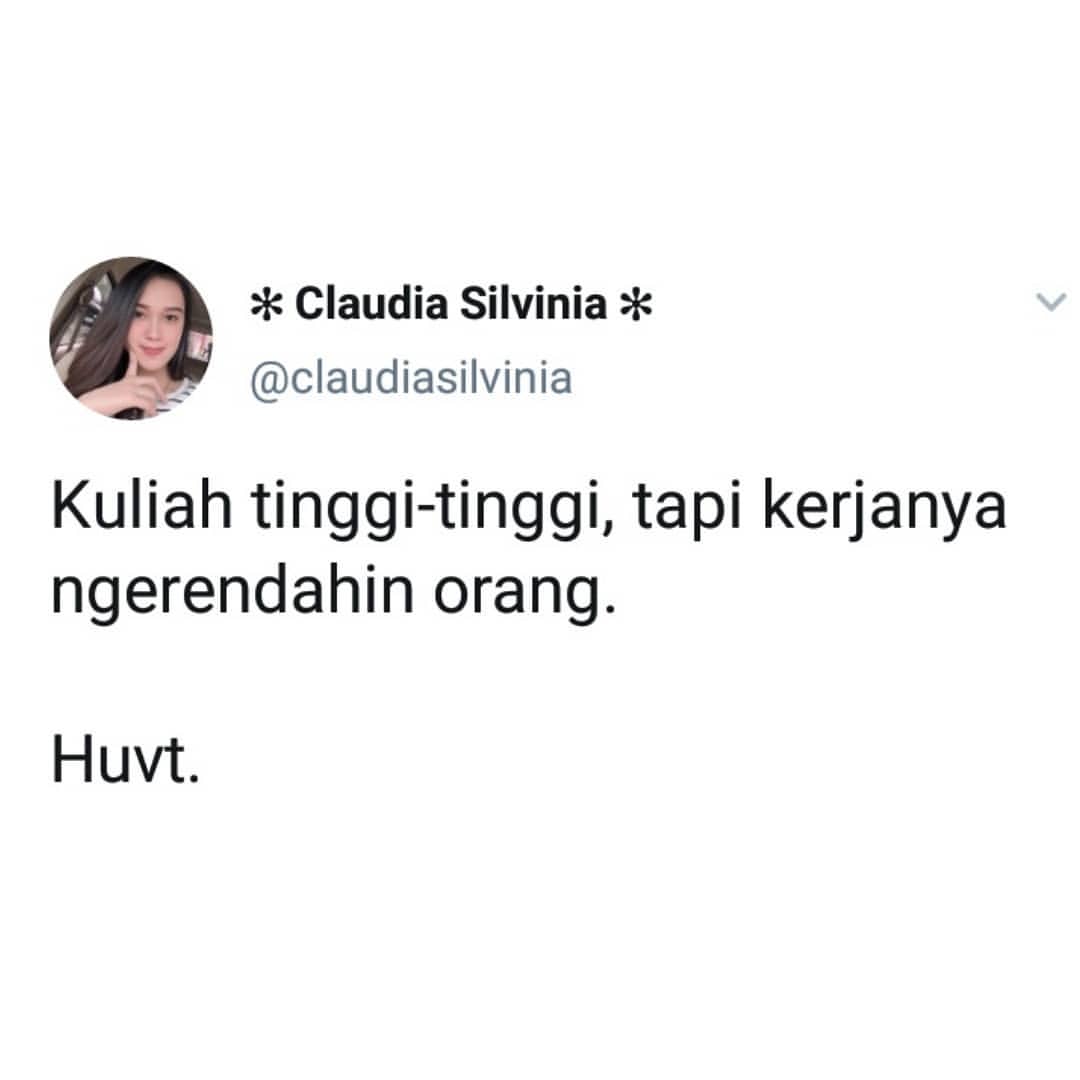 ✻ Claudia Silvinia ✻
@claudiasilvinia
Kuliah tinggi-tinggi, tapi kerjanya
ngerendahin orang.
Huvt.